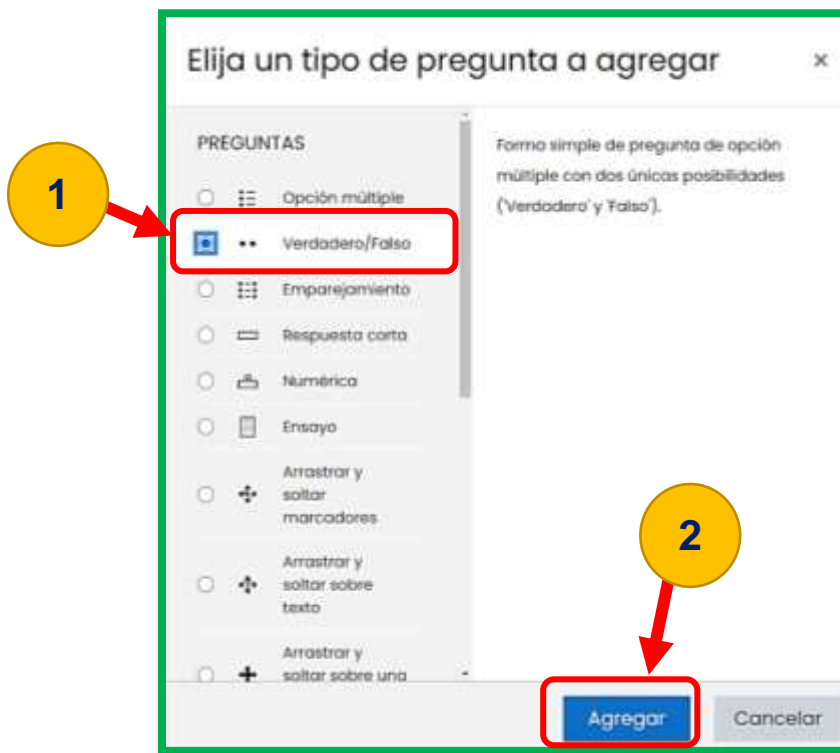 Elija un tipo de pregunta a agregar ×
PREGUNTAS
Opción múltiple
Verdadero/Falso
Emparejamiento
Respuesta corta
Numérica
Ensayo
Arrastrar y
soltar
marcadores
Arrastrar y
soltar sobre
texto
Arrastrar y
soltar sobre una
Forma simple de pregunta de opción
múltiple con dos únicas posibilidades
('Verdadero' y 'Falso').
1
2
Agregar
Cancelar